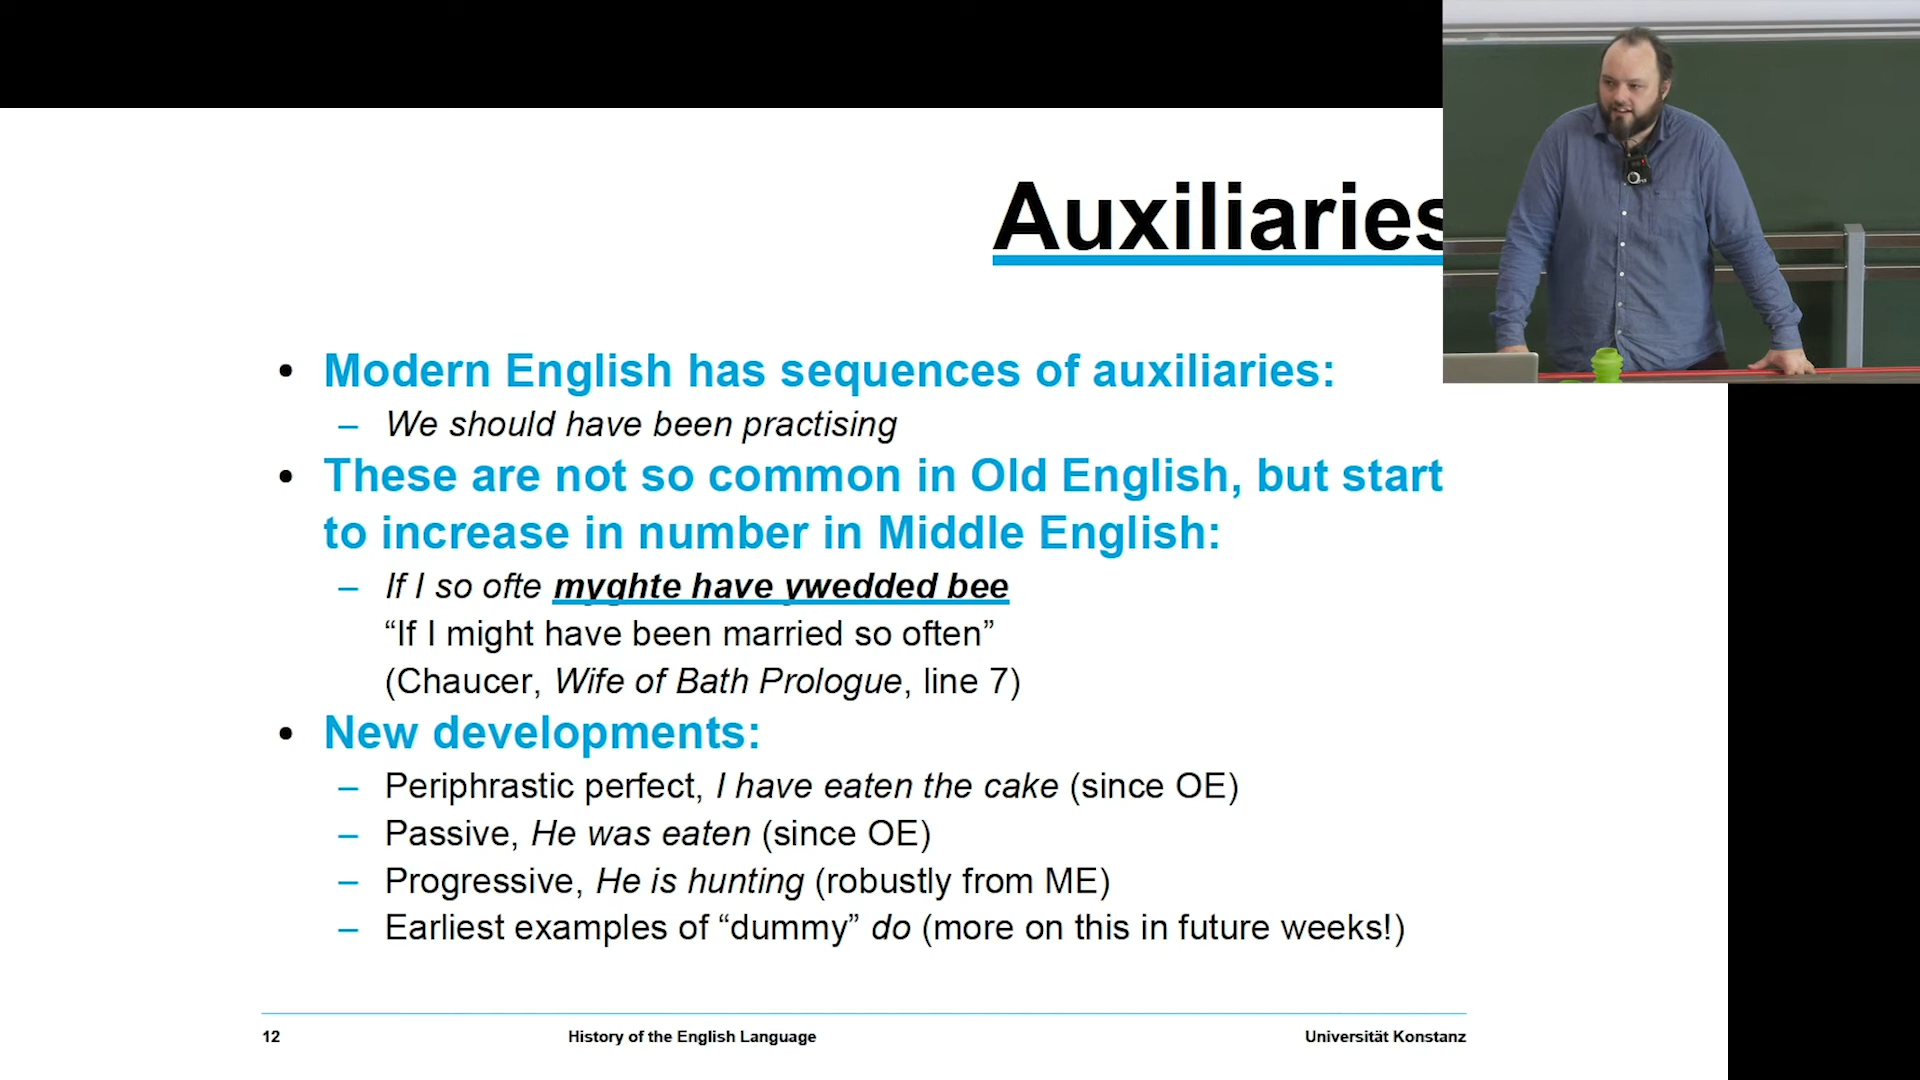 Auxiliaries
• Modern English has sequences of auxiliaries:
– We should have been practising
• These are not so common in Old English, but start
to increase in number in Middle English:
– If I so ofte myghte have ywedded bee
“If I might have been married so often”
(Chaucer, Wife of Bath Prologue, line 7)
• New developments:
– Periphrastic perfect, I have eaten the cake (since OE)
– Passive, He was eaten (since OE)
– Progressive, He is hunting (robustly from ME)
– Earliest examples of “dummy” do (more on this in future weeks!)
12 History of the English Language Universität Konstanz